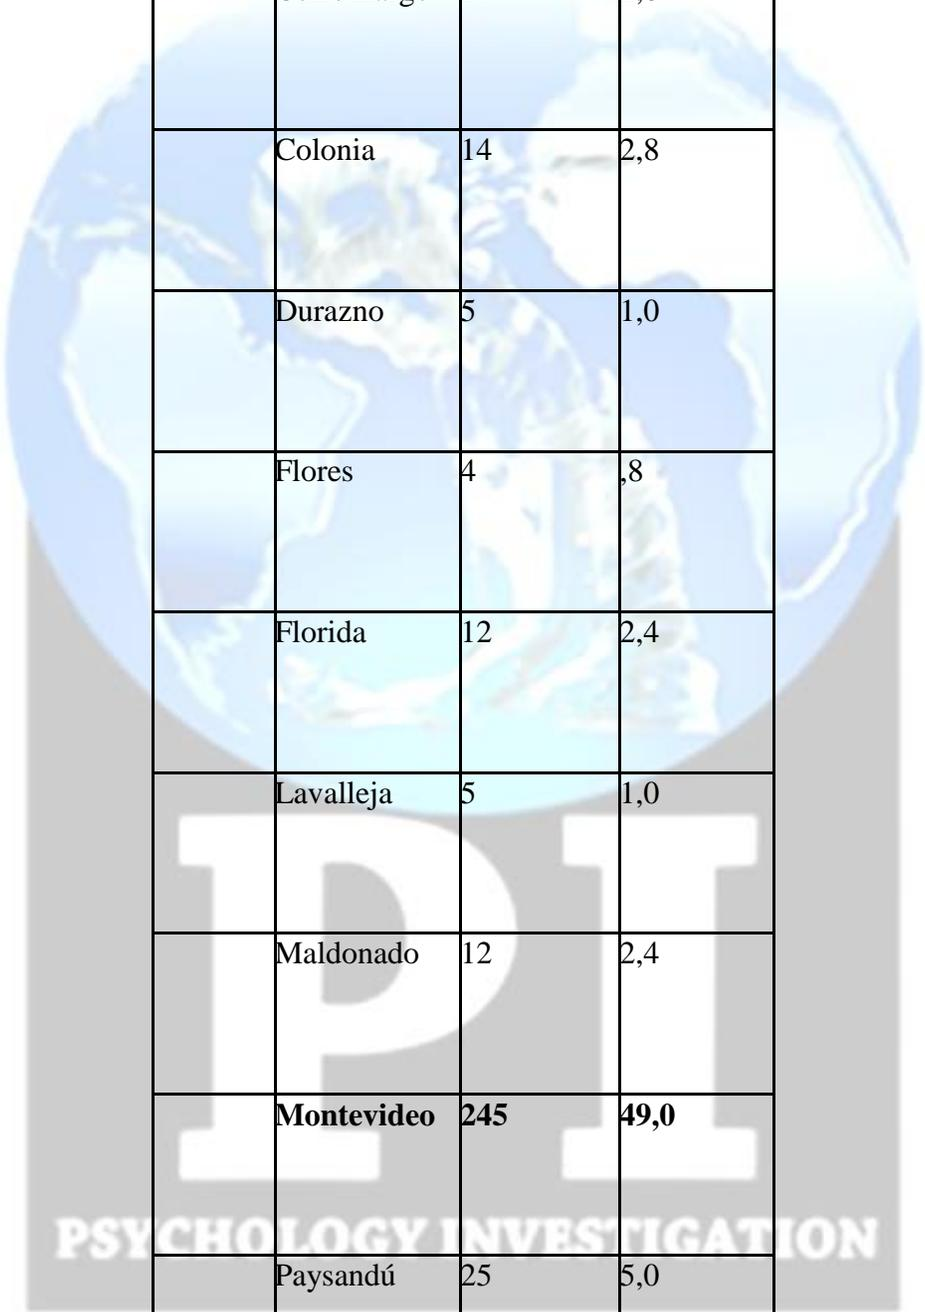 Colonia 14 2,8
Durazno 5 1,0
Flores 4 ,8
Florida 12 2,4
Lavalleja 5 1,0
Maldonado 12 2,4
Montevideo 245 49,0
PI
PSYCHOLOGY INVESTIGATION
Paysandú 25 5,0